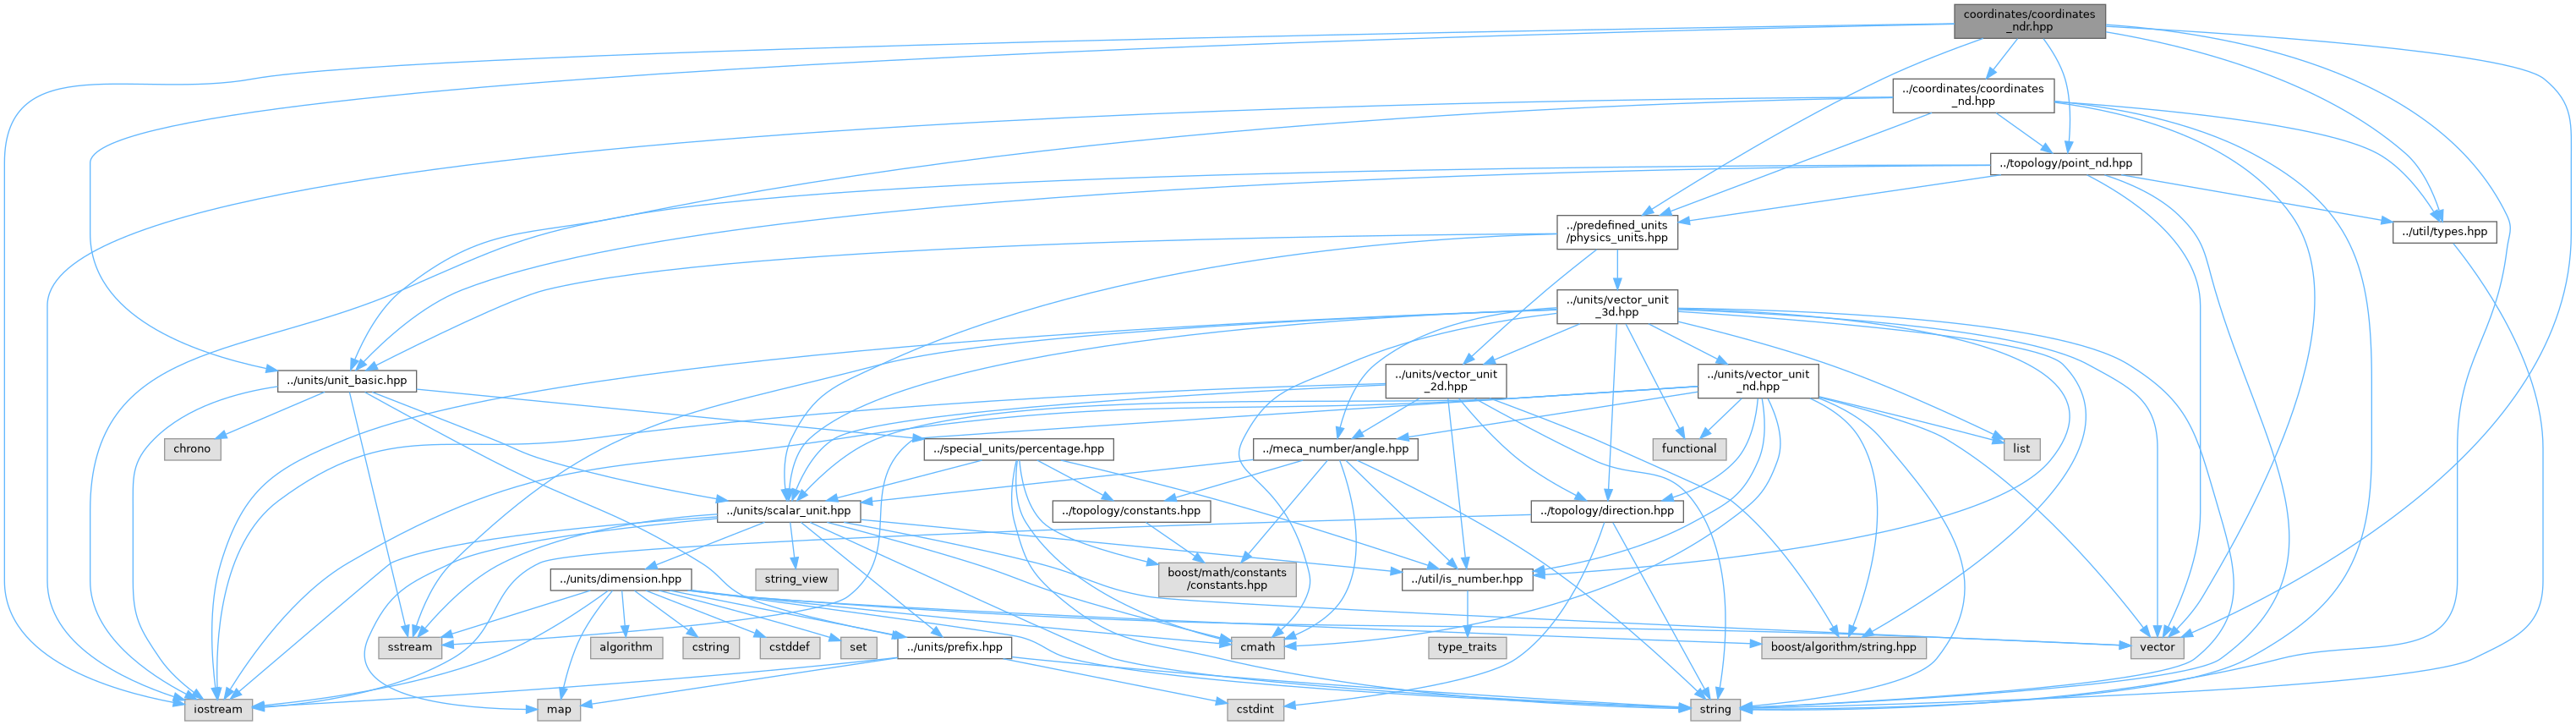 coordinates/coordinates
_ndr.hpp
../coordinates/coordinates
_nd.hpp
../topology/point_nd.hpp
../predefined_units
/physics_units.hpp
../util/types.hpp
../units/vector_unit
_3d.hpp
../units/unit_basic.hpp
../units/vector_unit
_2d.hpp
../units/vector_unit
_nd.hpp
chrono
../special_units/percentage.hpp
../meca_number/angle.hpp
functional
list
../units/scalar_unit.hpp
../topology/constants.hpp
../topology/direction.hpp
../units/dimension.hpp
string_view
boost/math/constants
/constants.hpp
../util/is_number.hpp
sstream
algorithm
cstring
cstddef
set
../units/prefix.hpp
cmath
type_traits
boost/algorithm/string.hpp
vector
iostream
map
cstdint
string